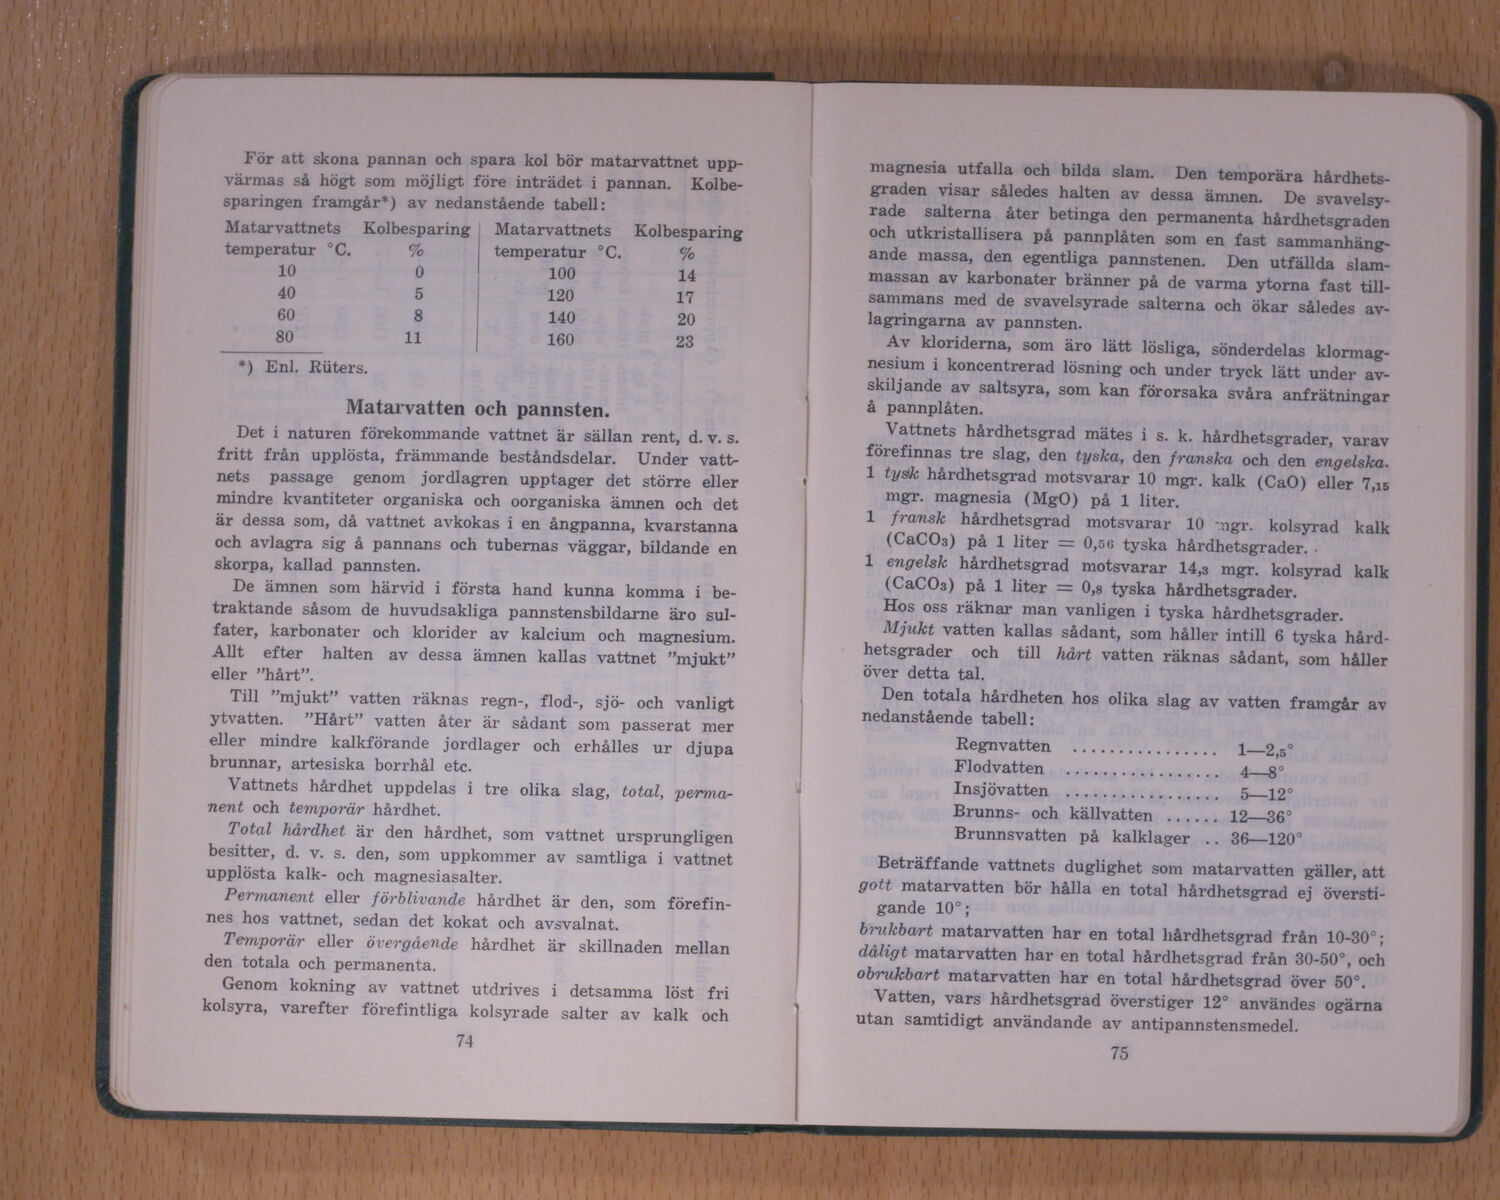 För att skona pannan och spara kol bör matarvattnet upp-
värmas så högt som möjligt före inträdet i pannan. Kolbe-
sparingen framgår*) av nedanstående tabell:
Matarvattnets Kolbesparing Matarvattnets Kolbesparing
temperatur °C. % temperatur °C. %
10 0 100 14
40 5 120 17
60 8 140 20
80 11 160 23
*) Enl. Rüters.
Matarvatten och pannsten.
Det i naturen förekommande vattnet är sällan rent, d. v. s.
fritt från upplösta, främmande beståndsdelar. Under vatt-
nets passage genom jordlagren upptager det större eller
mindre kvantiteter organiska och oorganiska ämnen och det
är dessa som, då vattnet avkokas i en ångpanna, kvarstanna
och avlagra sig å pannans och tubernas väggar, bildande en
skorpa, kallad pannsten.
De ämnen som härvid i första hand kunna komma i be-
traktande såsom de huvudsakliga pannstensbildarne äro sul-
fater, karbonater och klorider av kalcium och magnesium.
Allt efter halten av dessa ämnen kallas vattnet ”mjukt”
eller ”hårt”.
Till ”mjukt” vatten räknas regn-, flod-, sjö- och vanligt
ytvatten. ”Hårt” vatten åter är sådant som passerat mer
eller mindre kalkförande jordlager och erhålles ur djupa
brunnar, artesiska borrhål etc.
Vattnets hårdhet uppdelas i tre olika slag, total, perma-
nent och temporär hårdhet.
Total hårdhet är den hårdhet, som vattnet ursprungligen
besitter, d. v. s. den, som uppkommer av samtliga i vattnet
upplösta kalk- och magnesiasalter.
Permanent eller förblivande hårdhet är den, som förefin-
nes hos vattnet, sedan det kokat och avsvalnat.
Temporär eller övergående hårdhet är skillnaden mellan
den totala och permanenta.
Genom kokning av vattnet utdrives i detsamma löst fri
kolsyra, varefter förefintliga kolsyrade salter av kalk och
74
magnesia utfalla och bilda slam. Den temporära hårdhets-
graden visar således halten av dessa ämnen. De svavelsy-
rade salterna åter betinga den permanenta hårdhetsgraden
och utkristallisera på pannplåten som en fast sammanhäng-
ande massa, den egentliga pannstenen. Den utfällda slam-
massan av karbonater bränner på de varma ytorna fast till-
sammans med de svavelsyrade salterna och ökar således av-
lagringarna av pannsten.
Av kloriderna, som äro lätt lösliga, sönderdelas klormag-
nesium i koncentrerad lösning och under tryck lätt under av-
skiljande av saltsyra, som kan förorsaka svåra anfrätningar
å pannplåten.
Vattnets hårdhetsgrad mätes i s. k. hårdhetsgrader, varav
förefinnas tre slag, den tyska, den franska och den engelska.
1 tysk hårdhetsgrad motsvarar 10 mgr. kalk (CaO) eller 7,15
mgr. magnesia (MgO) på 1 liter.
1 fransk hårdhetsgrad motsvarar 10 mgr. kolsyrad kalk
(CaCO3) på 1 liter = 0,56 tyska hårdhetsgrader.
1 engelsk hårdhetsgrad motsvarar 14,3 mgr. kolsyrad kalk
(CaCO3) på 1 liter = 0,8 tyska hårdhetsgrader.
Hos oss räknar man vanligen i tyska hårdhetsgrader.
Mjukt vatten kallas sådant, som håller intill 6 tyska hård-
hetsgrader och till hårt vatten räknas sådant, som håller
över detta tal.
Den totala hårdheten hos olika slag av vatten framgår av
nedanstående tabell:
Regnvatten ................ 1—2,5°
Flodvatten ................. 4—8°
Insjövatten ................. 5—12°
Brunns- och källvatten ...... 12—36°
Brunnsvatten på kalklager .. 36—120°
Beträffande vattnets duglighet som matarvatten gäller, att
gott matarvatten bör hålla en total hårdhetsgrad ej översti-
gande 10°;
brukbart matarvatten har en total hårdhetsgrad från 10-30°;
dåligt matarvatten har en total hårdhetsgrad från 30-50°, och
obrukbart matarvatten har en total hårdhetsgrad över 50°.
Vatten, vars hårdhetsgrad överstiger 12° användes ogärna
utan samtidigt användande av antipannstensmedel.
75